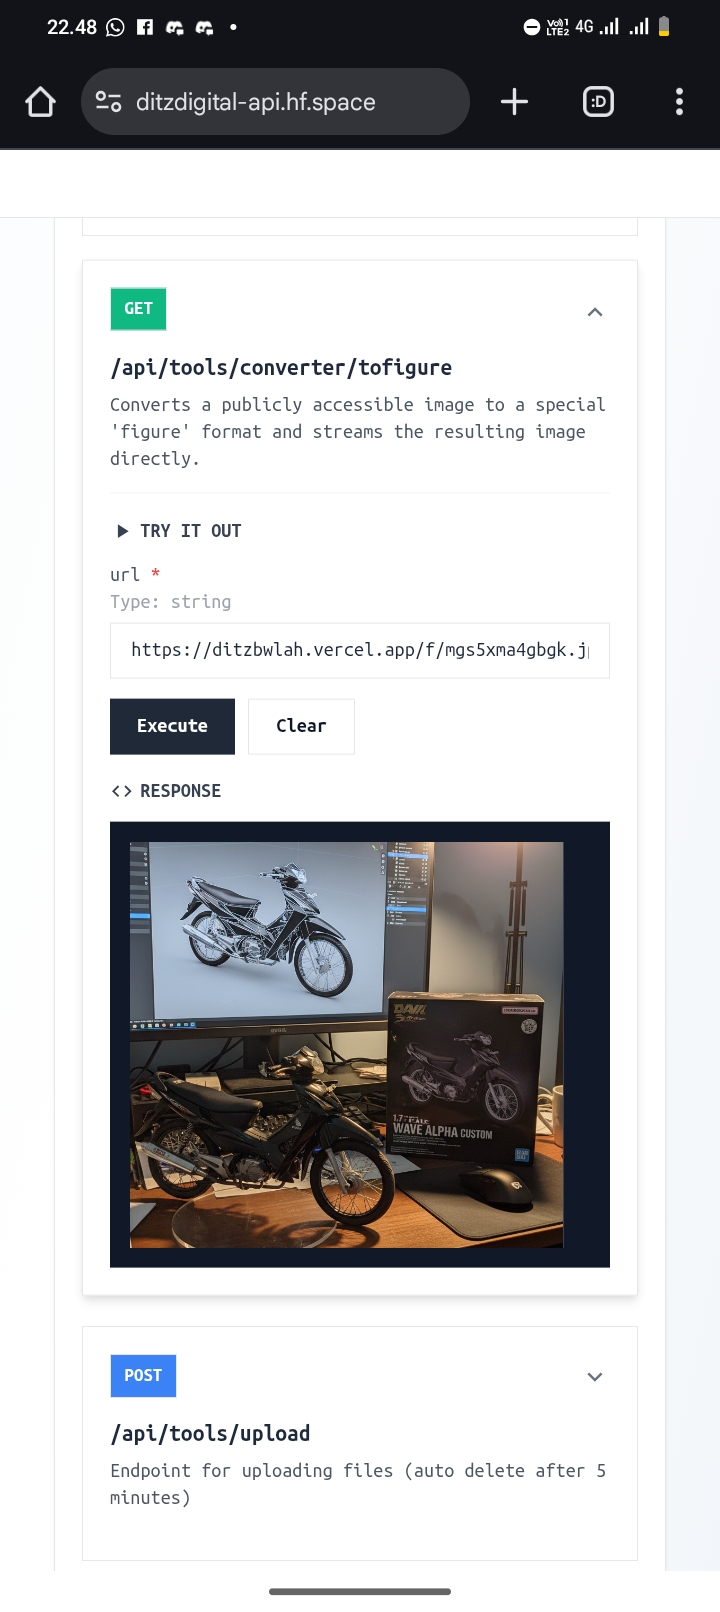 22.48
Vo)) 1
LTE2
4G
ditzdigital-api.hf.space
:D
GET
/api/tools/converter/tofigure
Converts a publicly accessible image to a special
'figure' format and streams the resulting image
directly.
TRY IT OUT
url *
Type: string
https://ditzbwlah.vercel.app/f/mgs5xma4gbgk.j
Execute
Clear
<> RESPONSE
WAVE ALPHA CUSTOM
POST
/api/tools/upload
Endpoint for uploading files (auto delete after 5
minutes)